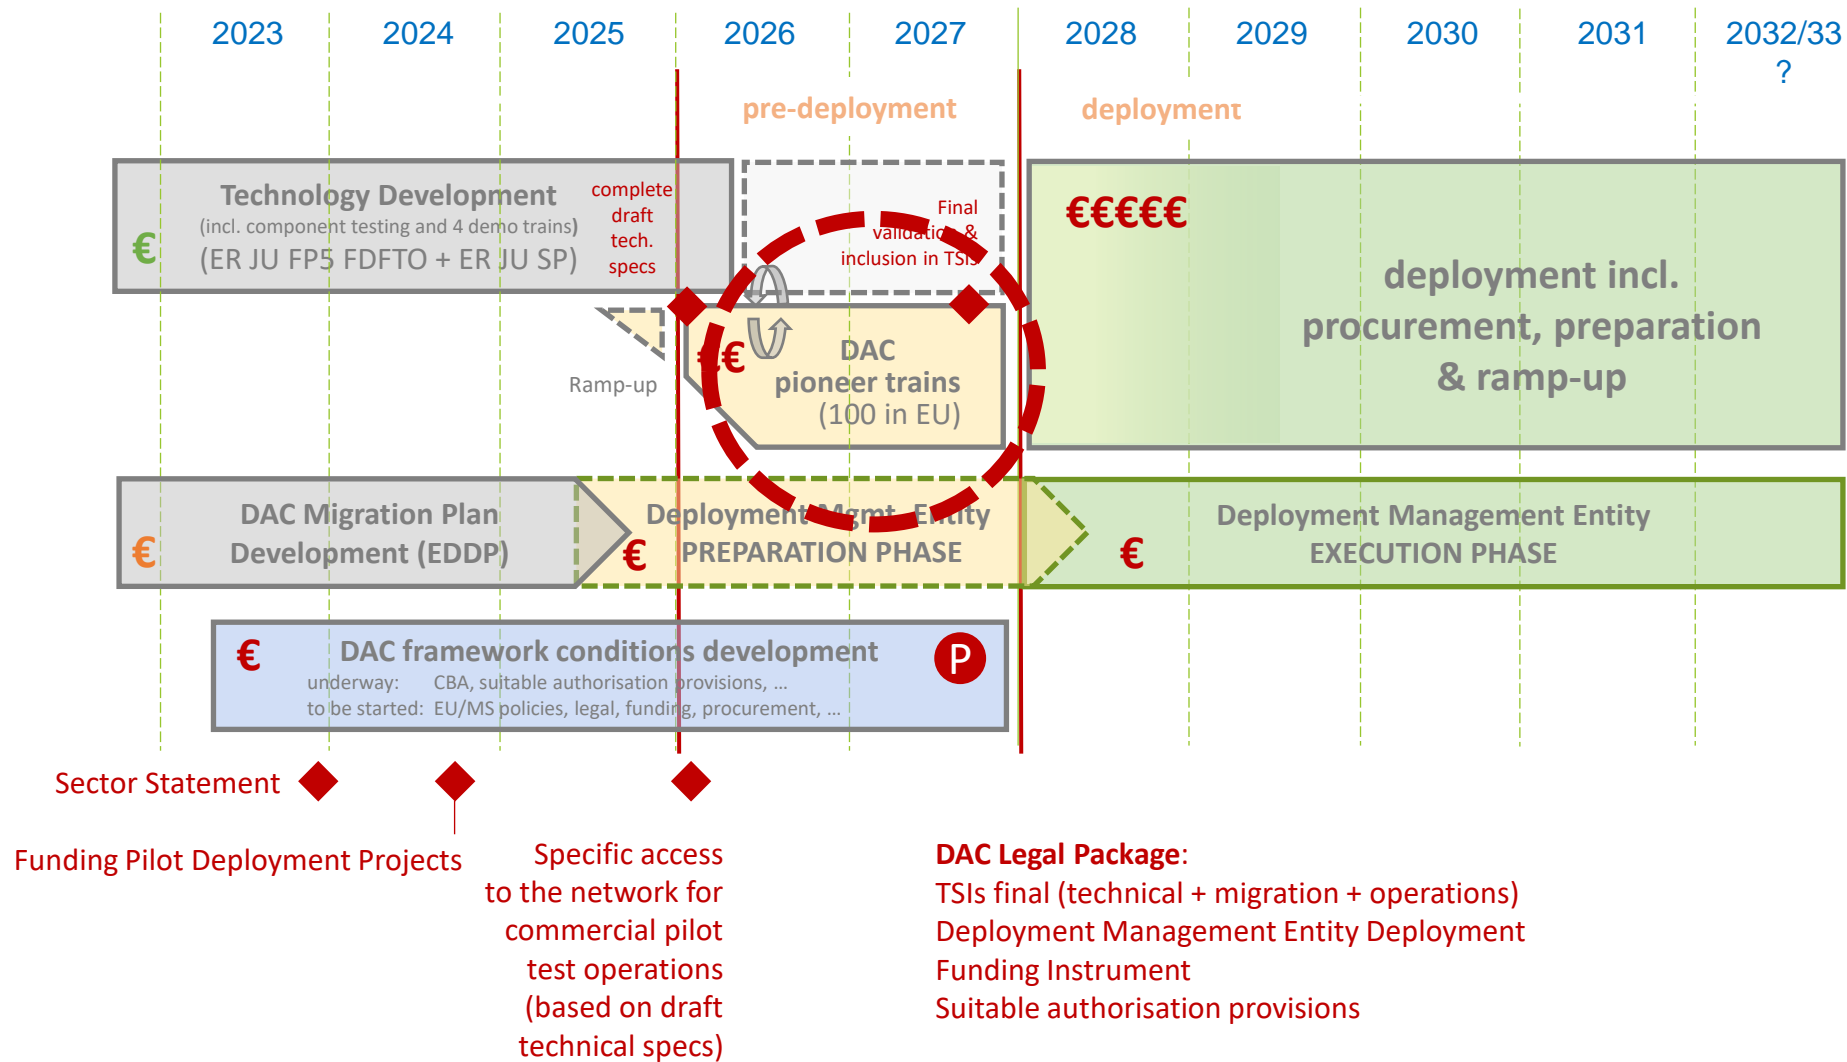 2023 2024 2025 2026 2027 2028 2029 2030 2031 2032/33
?
pre-deployment
deployment
Technology Development
(incl. component testing and 4 demo trains)
(ER JU FP5 FDFTO + ER JU SP)
€
complete
draft
tech.
specs
Final
validation &
inclusion in TSIs
€€€€€
deployment incl.
procurement, preparation
& ramp-up
Ramp-up
€€
DAC
pioneer trains
(100 in EU)
DAC Migration Plan
Development (EDDP)
€
Deployment Mgmt. Entity
PREPARATION PHASE
€
Deployment Management Entity
EXECUTION PHASE
€
€
DAC framework conditions development
underway: CBA, suitable authorisation provisions, ...
to be started: EU/MS policies, legal, funding, procurement, ...
P
Sector Statement
Funding Pilot Deployment Projects
Specific access
to the network for
commercial pilot
test operations
(based on draft
technical specs)
DAC Legal Package:
TSIs final (technical + migration + operations)
Deployment Management Entity Deployment
Funding Instrument
Suitable authorisation provisions